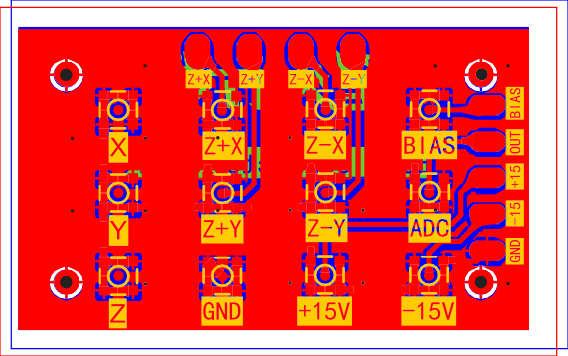 Z+X Z+Y Z-X Z-Y
BIAS
X Z+X Z-X BIAS
OUT
+15
Y Z+Y Z-Y ADC
-15
GND
Z GND +15V -15V